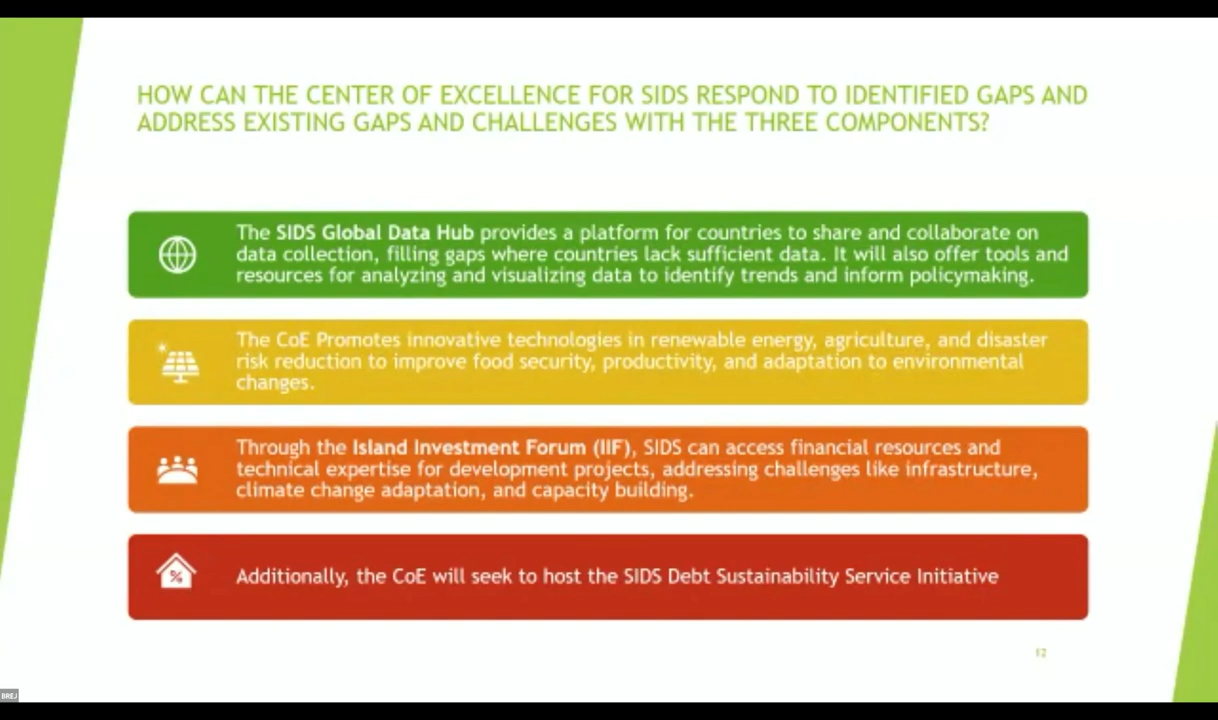 HOW CAN THE CENTER OF EXCELLENCE FOR SIDS RESPOND TO IDENTIFIED GAPS AND
ADDRESS EXISTING GAPS AND CHALLENGES WITH THE THREE COMPONENTS?
The SIDS Global Data Hub provides a platform for countries to share and collaborate on
data collection, filling gaps where countries lack sufficient data. It will also offer tools and
resources for analyzing and visualizing data to identify trends and inform policymaking.
The CoE Promotes innovative technologies in renewable energy, agriculture, and disaster
risk reduction to improve food security, productivity, and adaptation to environmental
changes.
Through the Island Investment Forum (IIF), SIDS can access financial resources and
technical expertise for development projects, addressing challenges like infrastructure,
climate change adaptation, and capacity building.
%
Additionally, the CoE will seek to host the SIDS Debt Sustainability Service Initiative
12
BREJ